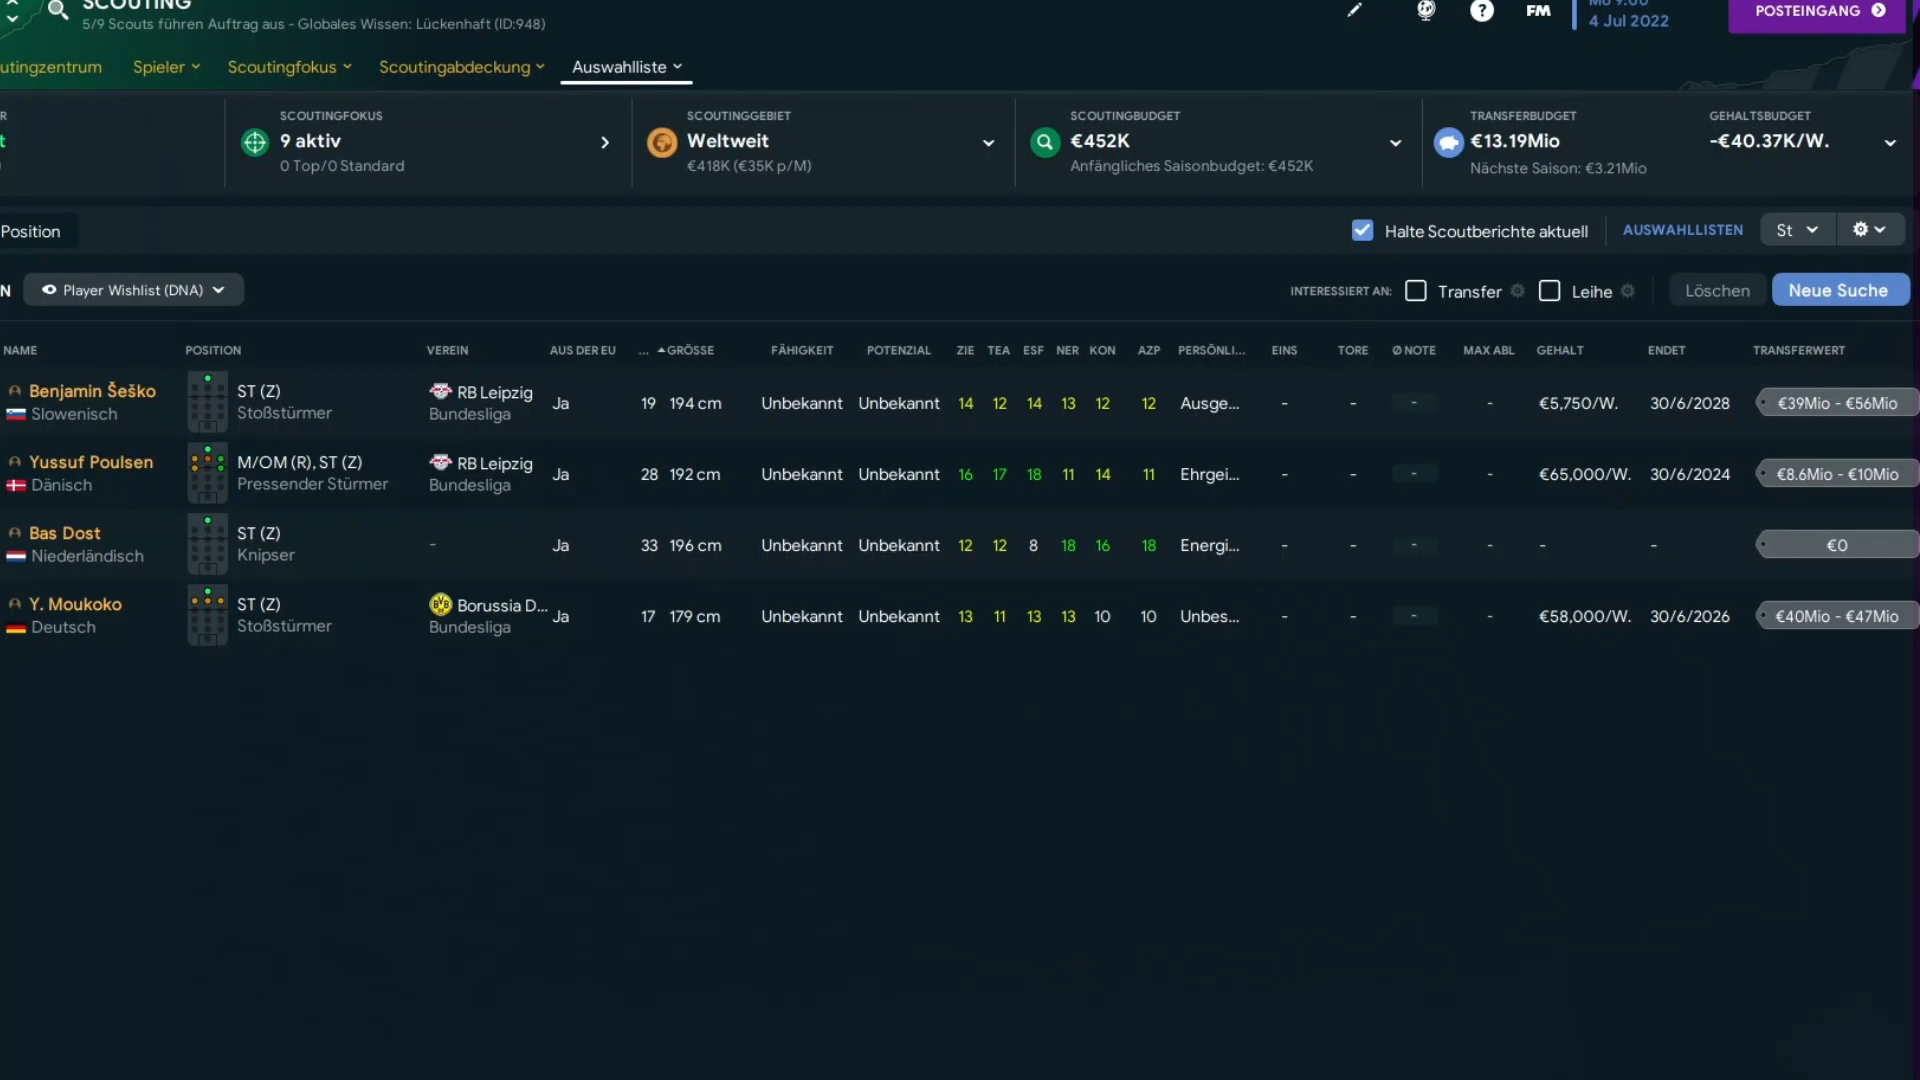 SCOUTING
5/9 Scouts führen Auftrag aus - Globales Wissen: Lückenhaft (ID:948)
FM
Mo 9:00
4 Jul 2022
POSTEINGANG
utingzentrum Spieler Scoutingfokus Scoutingabdeckung Auswahlliste
R
t
SCOUTINGFOKUS
9 aktiv
0 Top/0 Standard
SCOUTINGGEBIET
Weltweit
€418K (€35K p/M)
SCOUTINGBUDGET
€452K
Anfängliches Saisonbudget: €452K
TRANSFERBUDGET
€13.19Mio
Nächste Saison: €3.21Mio
GEHALTSBUDGET
-€40.37K/W.
Position Halte Scoutberichte aktuell AUSWAHLLISTEN St
N Player Wishlist (DNA) INTERESSIERT AN: Transfer Leihe Löschen Neue Suche
NAME POSITION VEREIN AUS DER EU ... GRÖSSE FÄHIGKEIT POTENZIAL ZIE TEA ESF NER KON AZP PERSÖNLI... EINS TORE Ø NOTE MAX ABL GEHALT ENDET TRANSFERWERT
Benjamin Šeško ST (Z) RB Leipzig Ja 19 194 cm Unbekannt Unbekannt 14 12 14 13 12 12 Ausge... - - - - €5,750/W. 30/6/2028 €39Mio - €56Mio
Slowenisch Stoßstürmer Bundesliga
Yussuf Poulsen M/OM (R), ST (Z) RB Leipzig Ja 28 192 cm Unbekannt Unbekannt 16 17 18 11 14 11 Ehrgei... - - - - €65,000/W. 30/6/2024 €8.6Mio - €10Mio
Dänisch Pressender Stürmer Bundesliga
Bas Dost ST (Z) - Ja 33 196 cm Unbekannt Unbekannt 12 12 8 18 16 18 Energi... - - - - - - €0
Niederländisch Knipser
Y. Moukoko ST (Z) Borussia D... Ja 17 179 cm Unbekannt Unbekannt 13 11 13 13 10 10 Unbes... - - - - €58,000/W. 30/6/2026 €40Mio - €47Mio
Deutsch Stoßstürmer Bundesliga